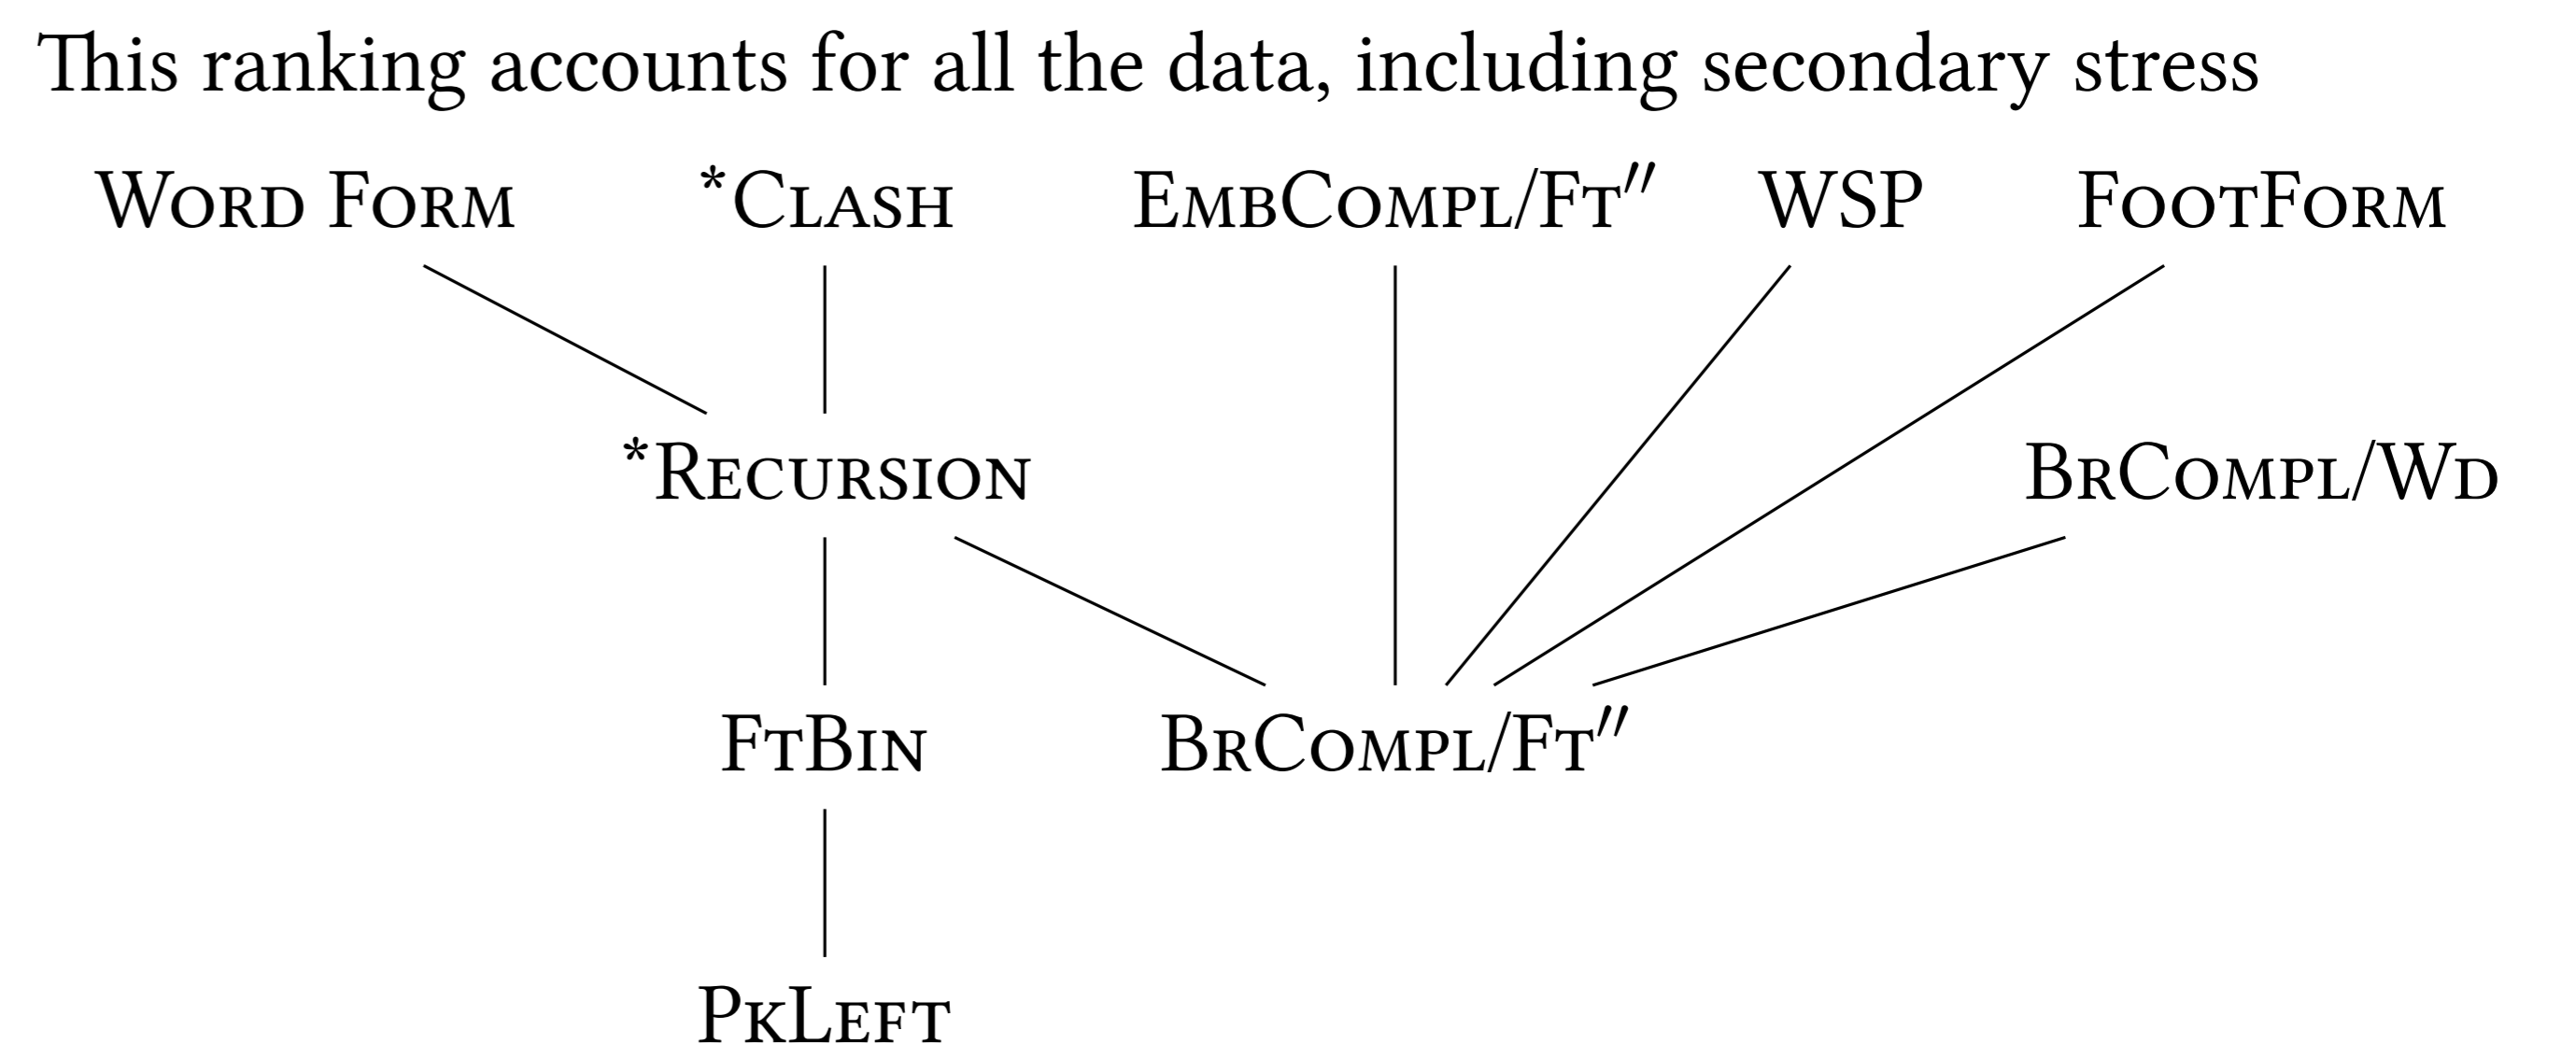 This ranking accounts for all the data, including secondary stress
Word Form *Clash EmbCompl/Ft″ WSP FootForm
*Recursion BrCompl/Wd
FtBin BrCompl/Ft″
PkLeft